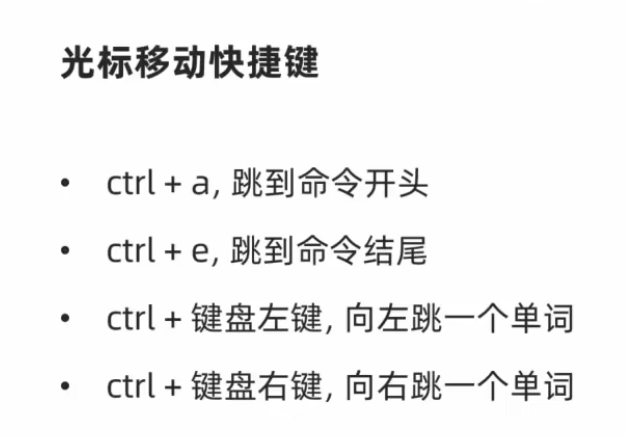 光标移动快捷键
• ctrl + a, 跳到命令开头
• ctrl + e, 跳到命令结尾
• ctrl + 键盘左键, 向左跳一个单词
• ctrl + 键盘右键, 向右跳一个单词